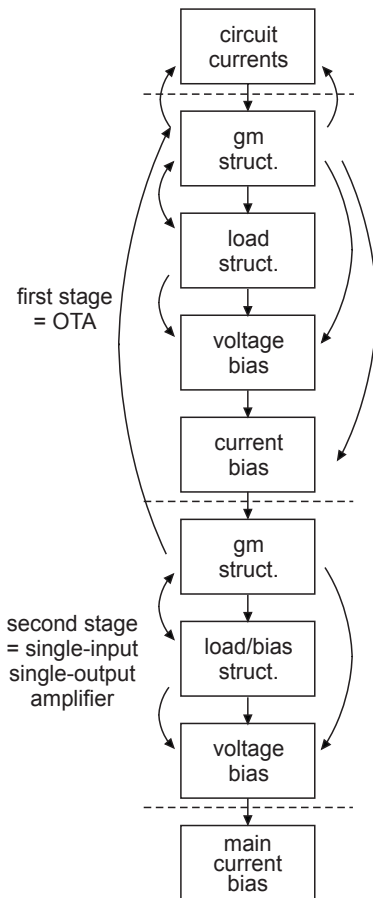 circuit
currents
gm
struct.
load
struct.
first stage
= OTA
voltage
bias
current
bias
gm
struct.
second stage
= single-input
single-output
amplifier
load/bias
struct.
voltage
bias
main
current
bias